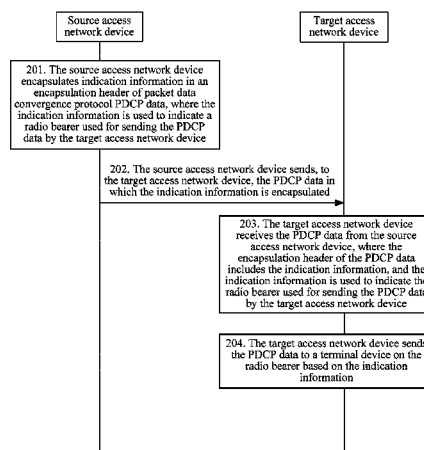 Source access
network device
Target access
network device
201. The source access network device
encapsulates indication information in an
encapsulation header of packet data
convergence protocol PDCP data, where the
indication information is used to indicate a
radio bearer used for sending the PDCP
data by the target access network device
202. The source access network device sends, to
the target access network device, the PDCP data in
which the indication information is encapsulated
203. The target access network device
receives the PDCP data from the source
access network device, where the
encapsulation header of the PDCP data
includes the indication information, and the
indication information is used to indicate the
radio bearer used for sending the PDCP data
by the target access network device
204. The target access network device sends
the PDCP data to a terminal device on the
radio bearer based on the indication
information